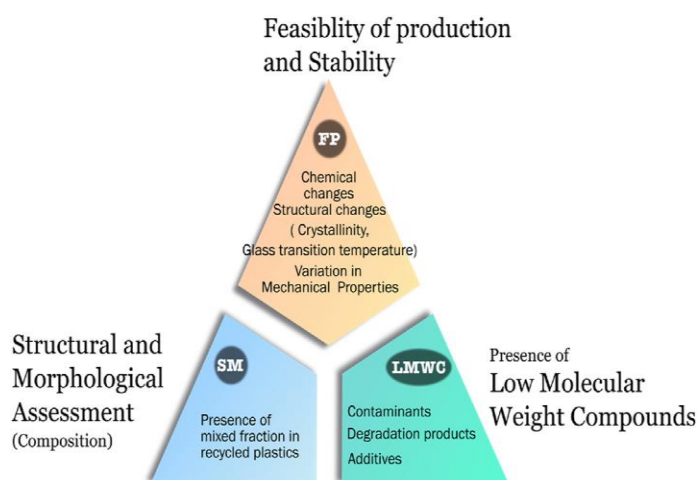 Feasiblity of production
and Stability
FP
Chemical
changes
Structural changes
( Crystallinity,
Glass transition temperature)
Variation in
Mechanical Properties
Structural and
Morphological
Assessment
(Composition)
SM
Presence of
mixed fraction in
recycled plastics
LMWC
Contaminants
Degradation products
Additives
Presence of
Low Molecular
Weight Compounds